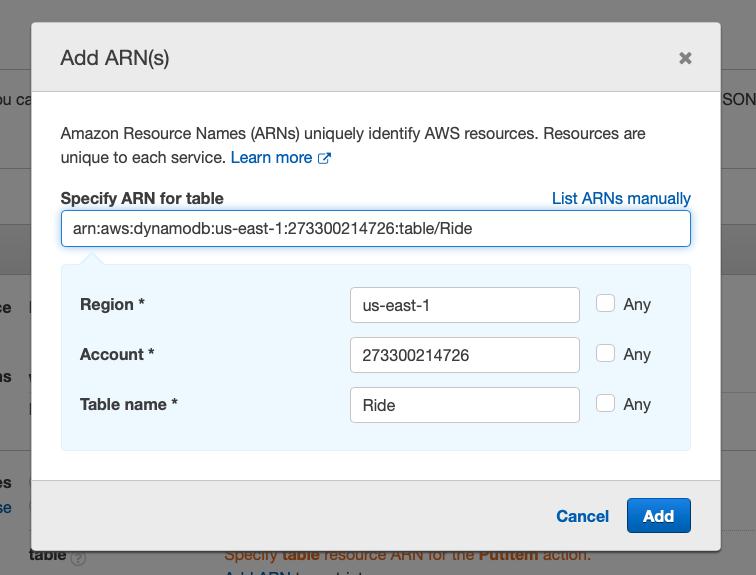 Add ARN(s)
ou ca
SON
Amazon Resource Names (ARNs) uniquely identify AWS resources. Resources are
unique to each service. Learn more
Specify ARN for table
List ARNs manually
arn:aws:dynamodb:us-east-1:273300214726:table/Ride
Region *
us-east-1
Any
Account *
273300214726
Any
Table name *
Ride
Any
Cancel
Add
table
Specify table resource ARN for the PutItem action.